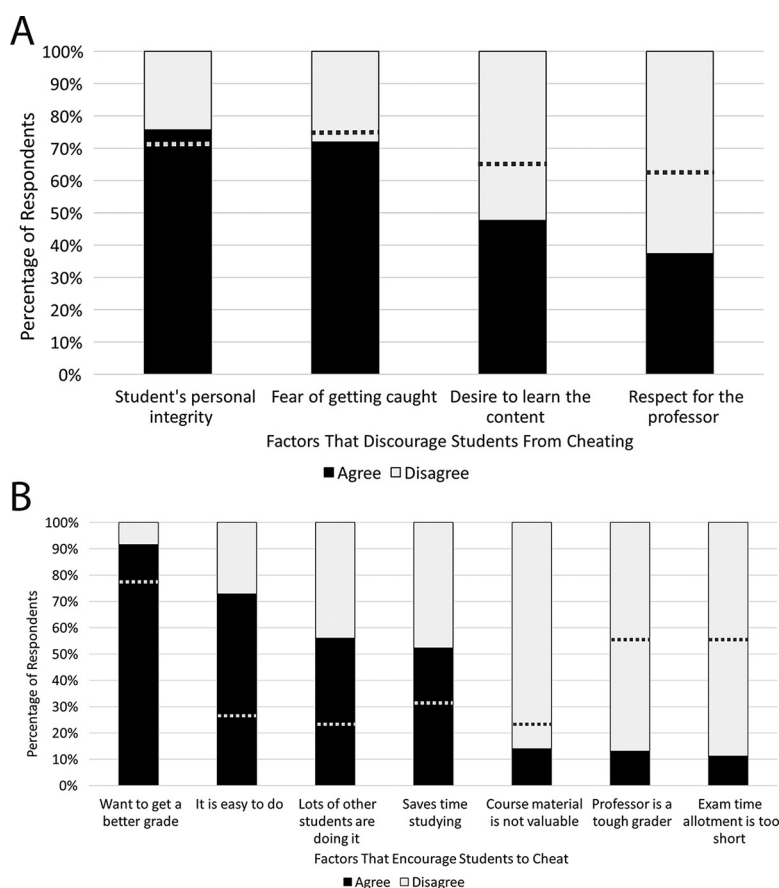 A
100%
90%
80%
70%
60%
50%
40%
30%
20%
10%
0%
Percentage of Respondents
Student's personal integrity
Fear of getting caught
Desire to learn the content
Respect for the professor
Factors That Discourage Students From Cheating
Agree Disagree
B
100%
90%
80%
70%
60%
50%
40%
30%
20%
10%
0%
Percentage of Respondents
Want to get a better grade
It is easy to do
Lots of other students are doing it
Saves time studying
Course material is not valuable
Professor is a tough grader
Exam time allotment is too short
Factors That Encourage Students to Cheat
Agree Disagree